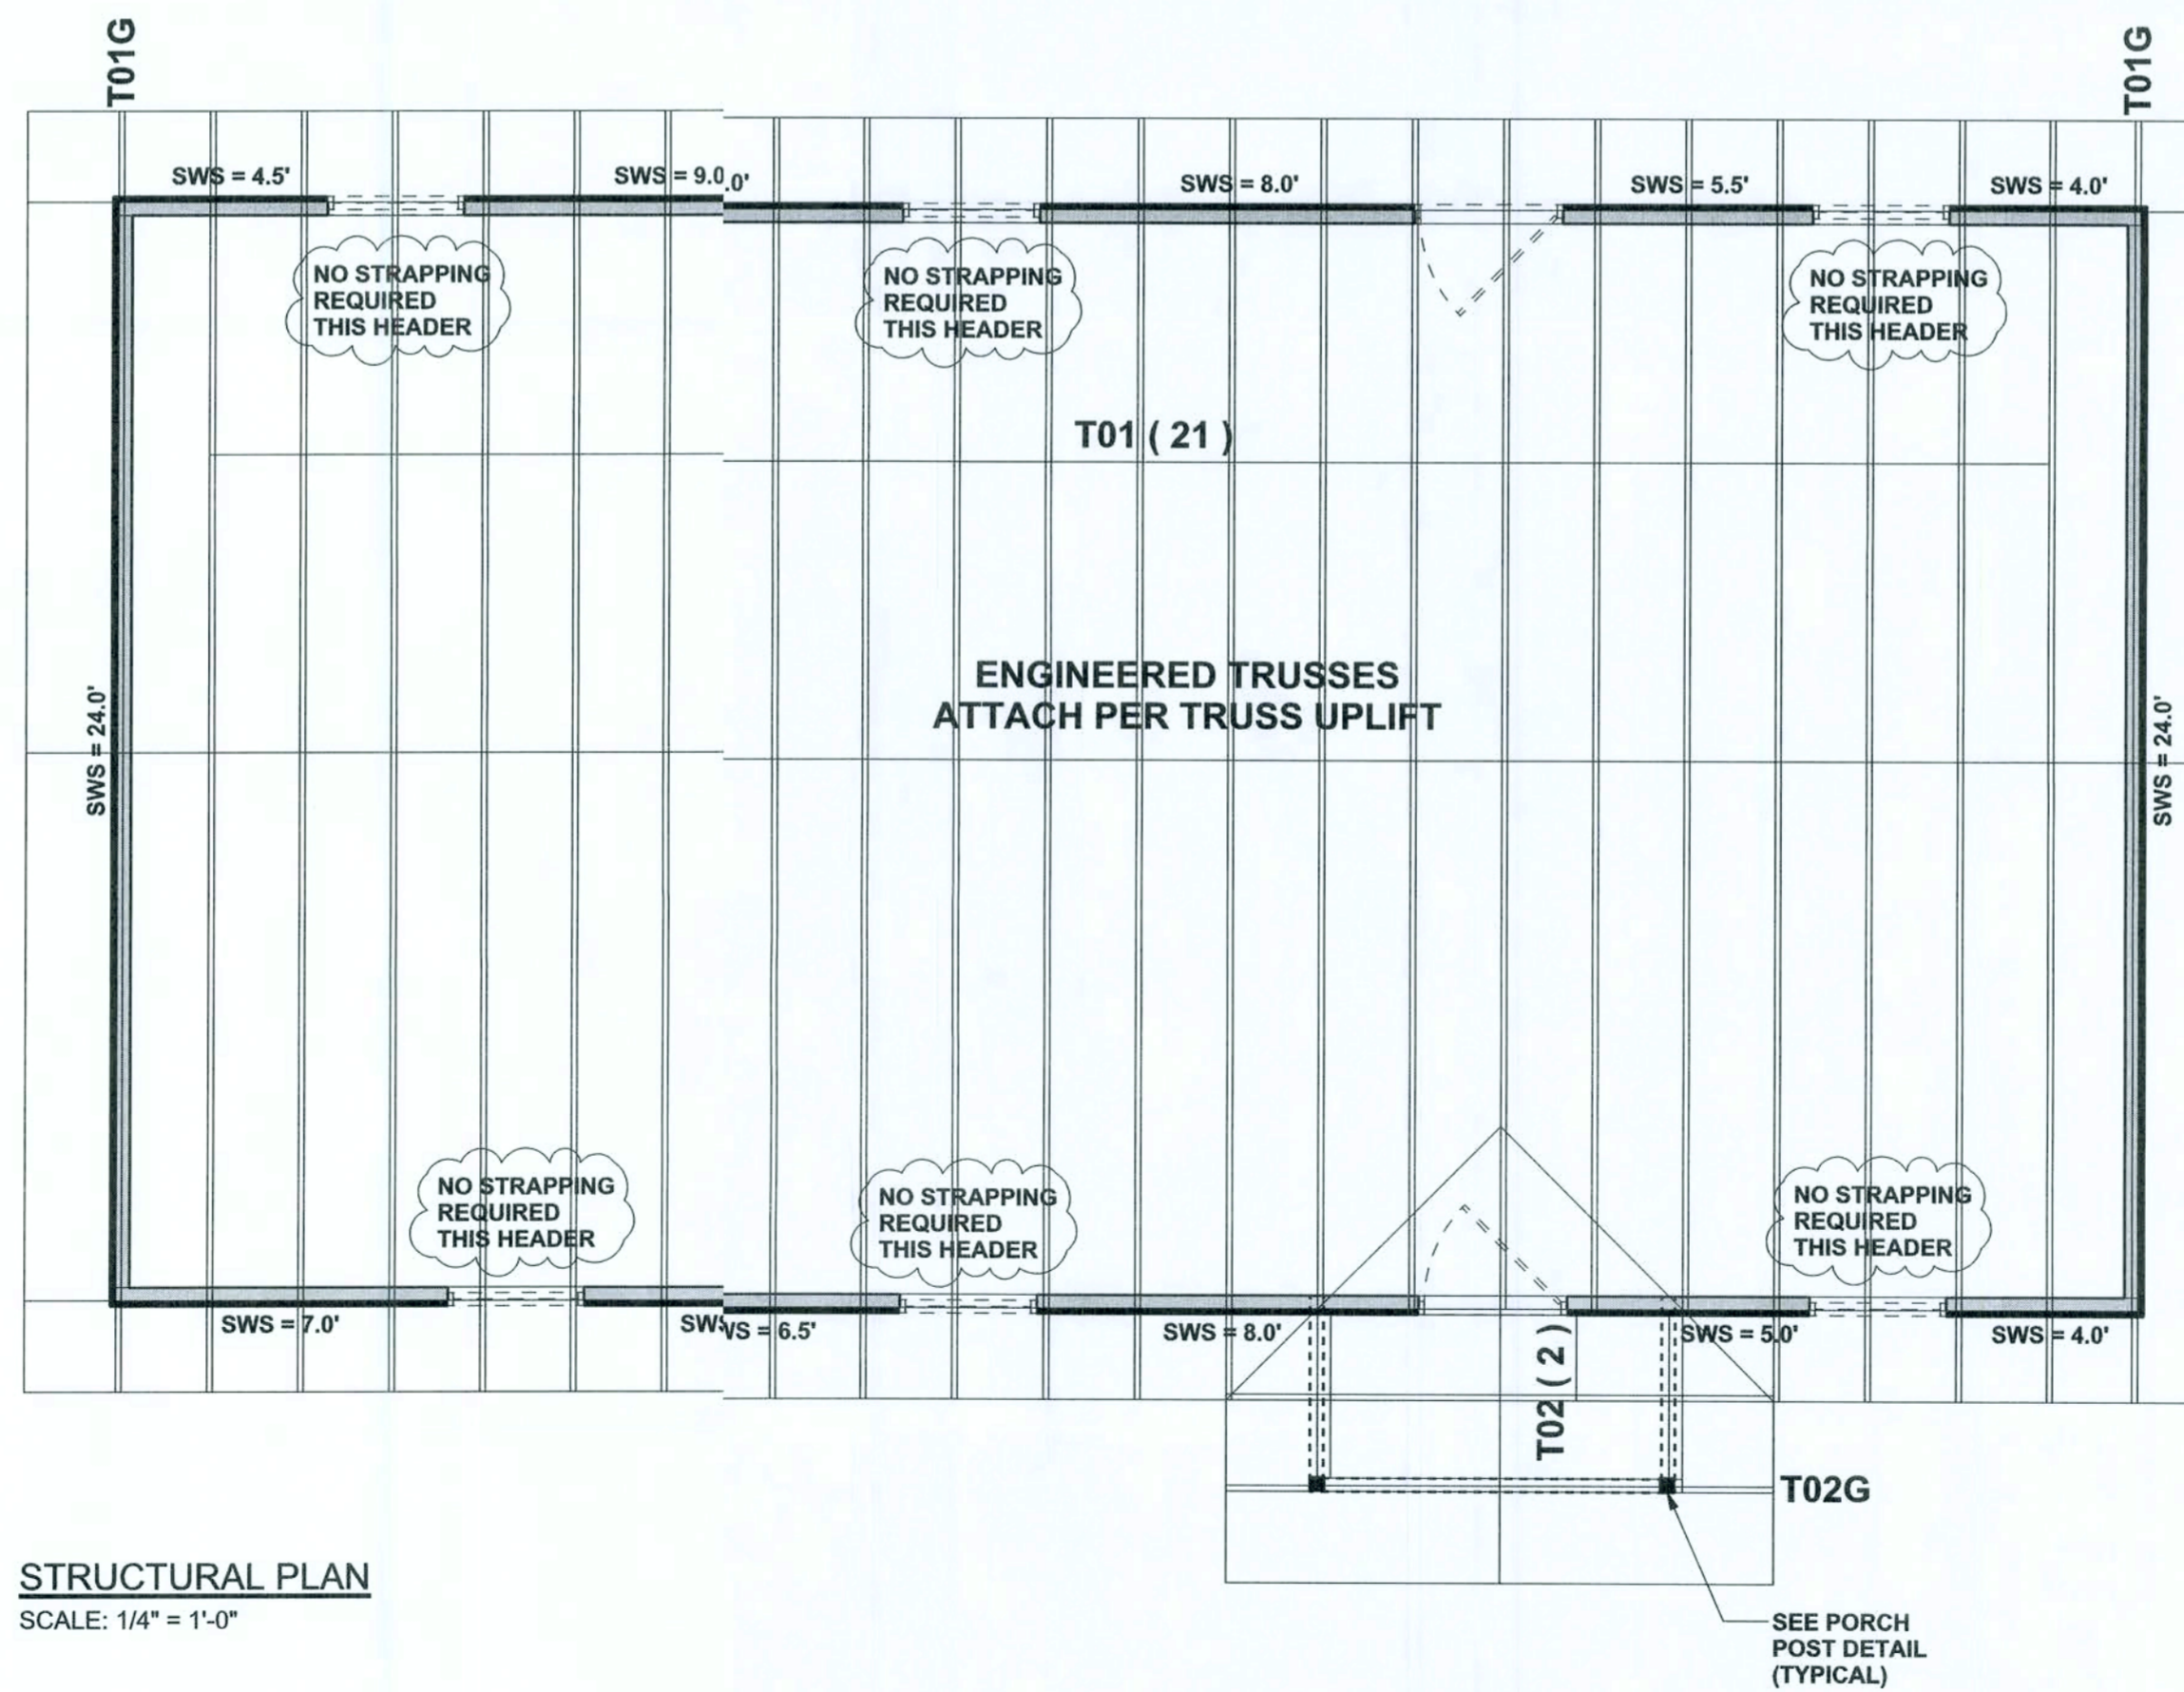 T01G
T01G
SWS = 4.5'
SWS = 9.0
.0'
SWS = 8.0'
SWS = 5.5'
SWS = 4.0'
NO STRAPPING
REQUIRED
THIS HEADER
NO STRAPPING
REQUIRED
THIS HEADER
NO STRAPPING
REQUIRED
THIS HEADER
T01 ( 21 )
ENGINEERED TRUSSES
ATTACH PER TRUSS UPLIFT
SWS = 24.0'
SWS = 24.0'
NO STRAPPING
REQUIRED
THIS HEADER
NO STRAPPING
REQUIRED
THIS HEADER
NO STRAPPING
REQUIRED
THIS HEADER
SWS = 7.0'
SWS
WS = 6.5'
SWS = 8.0'
SWS = 5.0'
SWS = 4.0'
T02 ( 2 )
T02G
STRUCTURAL PLAN
SCALE: 1/4" = 1'-0"
SEE PORCH
POST DETAIL
(TYPICAL)